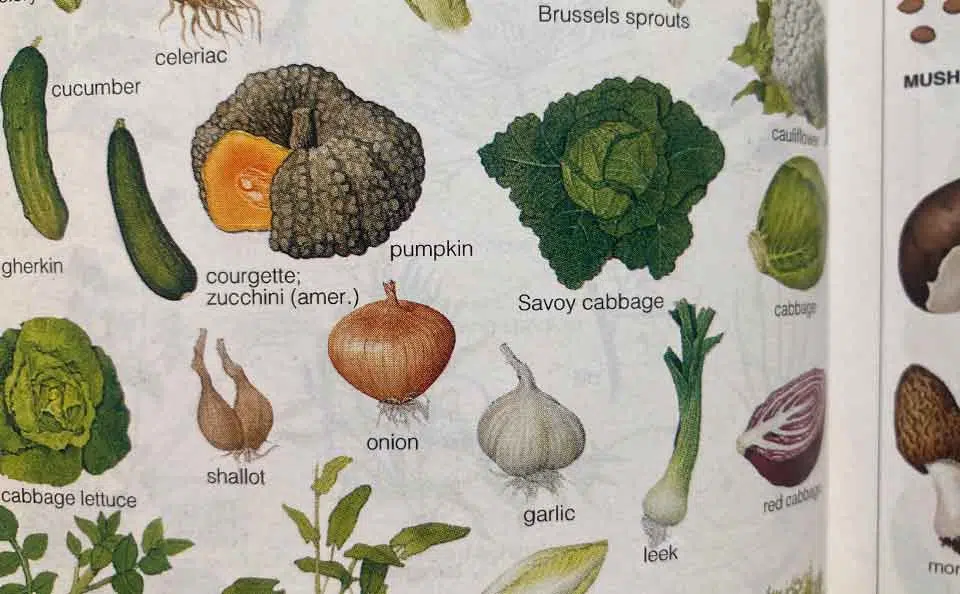 Brussels sprouts
celeriac
cucumber
MUSH
cauliflower
pumpkin
gherkin
courgette;
zucchini (amer.)
Savoy cabbage
cabbage
onion
shallot
cabbage lettuce
red cabbage
garlic
leek
mor